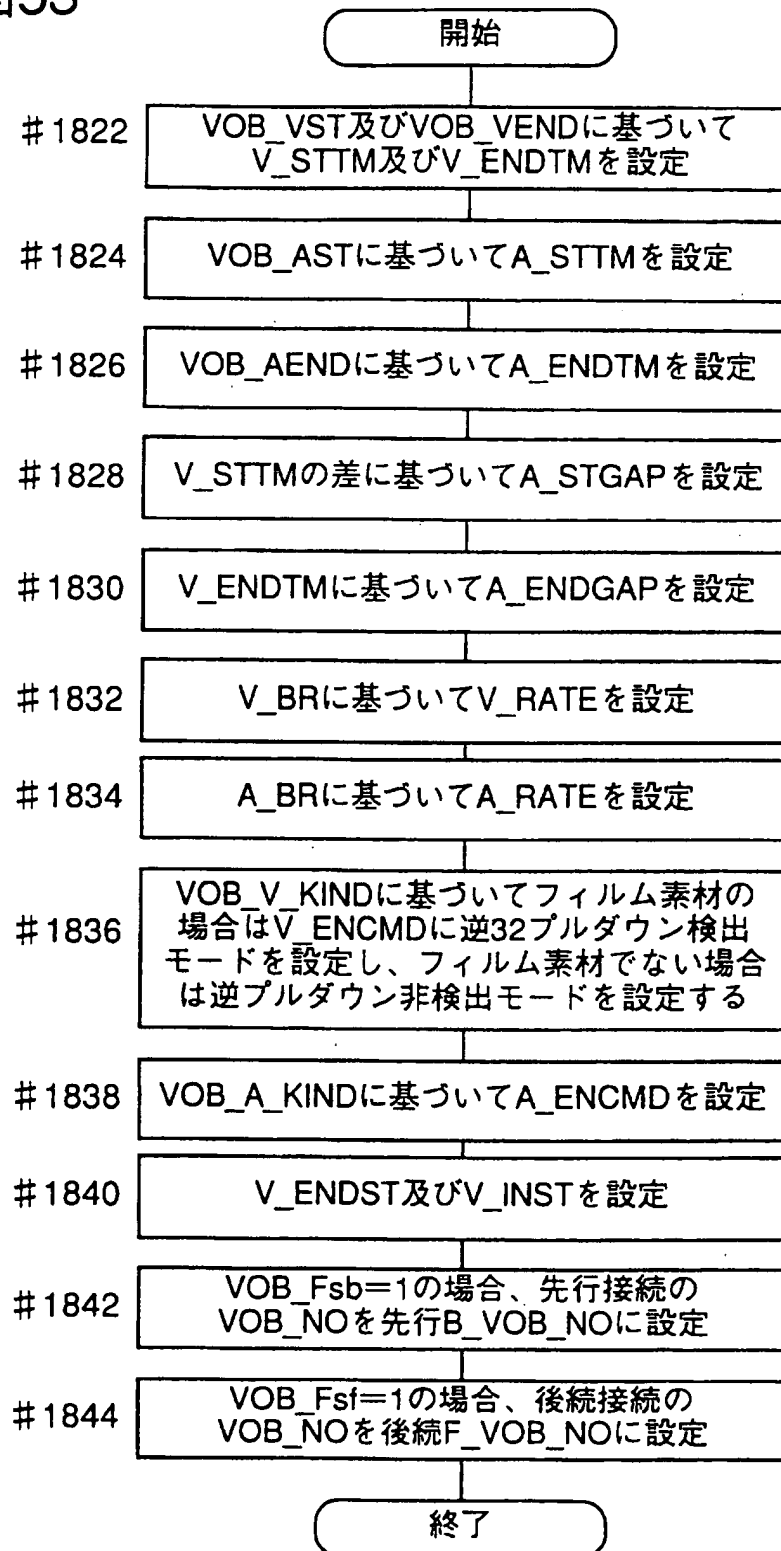 53
開始
#1822
VOB_VST及びVOB_VENDに基づいて
V_STTM及びV_ENDTMを設定
#1824
VOB_ASTに基づいてA_STTMを設定
#1826
VOB_AENDに基づいてA_ENDTMを設定
#1828
V_STTMの差に基づいてA_STGAPを設定
#1830
V_ENDTMに基づいてA_ENDGAPを設定
#1832
V_BRに基づいてV_RATEを設定
#1834
A_BRに基づいてA_RATEを設定
#1836
VOB_V_KINDに基づいてフィルム素材の
場合はV_ENCMDに逆32プルダウン検出
モードを設定し、フィルム素材でない場合
は逆プルダウン非検出モードを設定する
#1838
VOB_A_KINDに基づいてA_ENCMDを設定
#1840
V_ENDST及びV_INSTを設定
#1842
VOB_Fsb=1の場合、先行接続の
VOB_NOを先行B_VOB_NOに設定
#1844
VOB_Fsf=1の場合、後続接続の
VOB_NOを後続F_VOB_NOに設定
終了